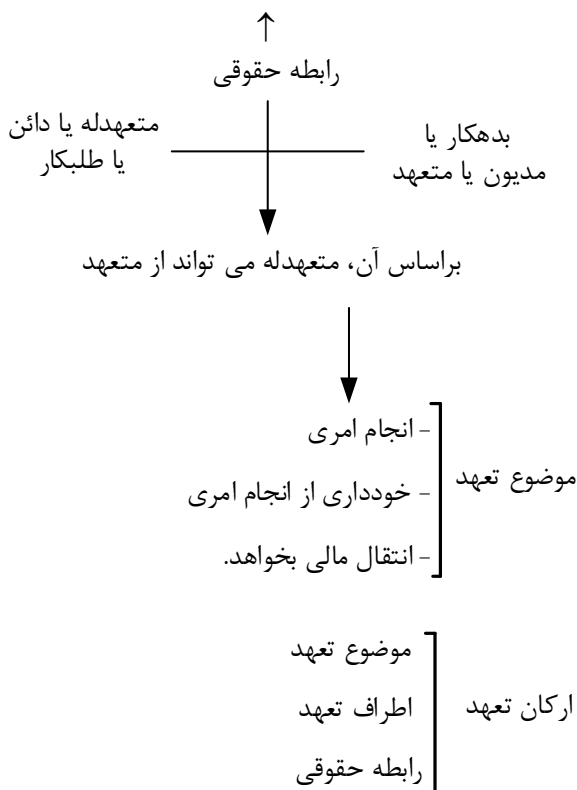 رابطه حقوقی
بدهکار یا
مدیون یا متعهد
متعهدله یا دائن
یا طلبکار
براساس آن، متعهدله می تواند از متعهد
موضوع تعهد
- انجام امری
- خودداری از انجام امری
- انتقال مالی بخواهد.
ارکان تعهد
موضوع تعهد
اطراف تعهد
رابطه حقوقی